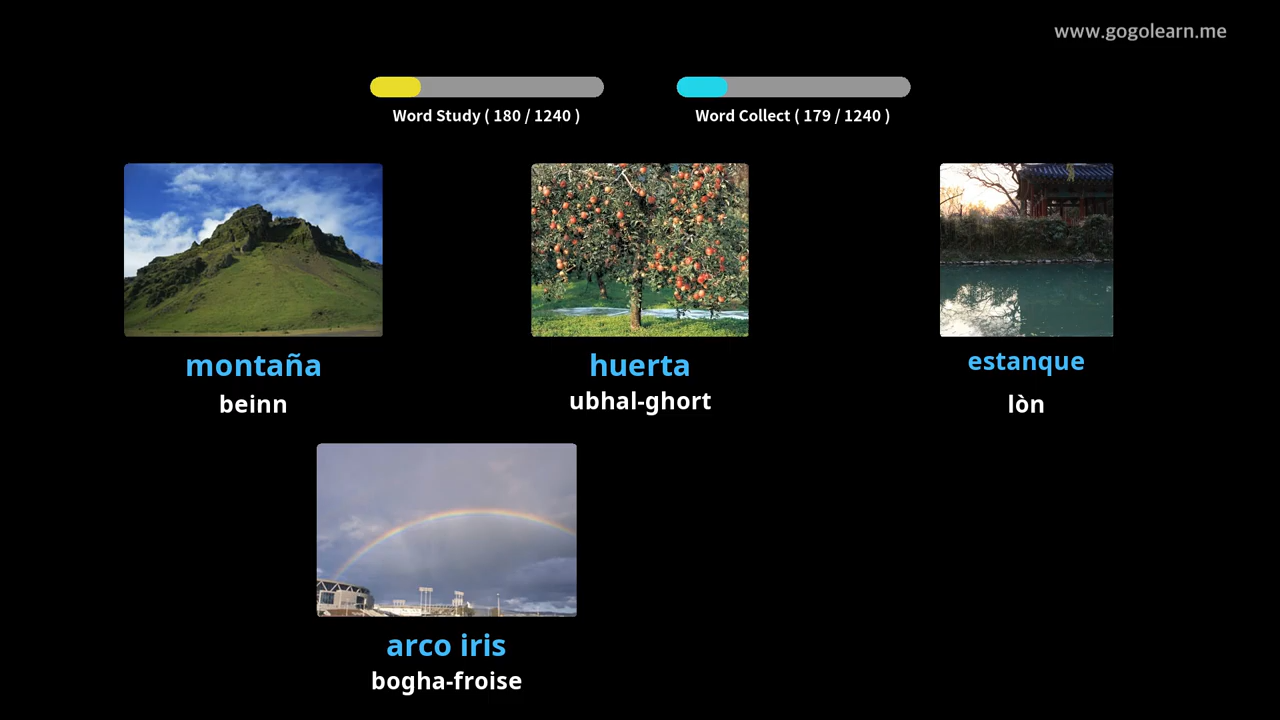 www.gogolearn.me
Word Study ( 180 / 1240 )
Word Collect ( 179 / 1240 )
montaña
beinn
huerta
ubhal-ghort
estanque
lòn
arco iris
bogha-froise